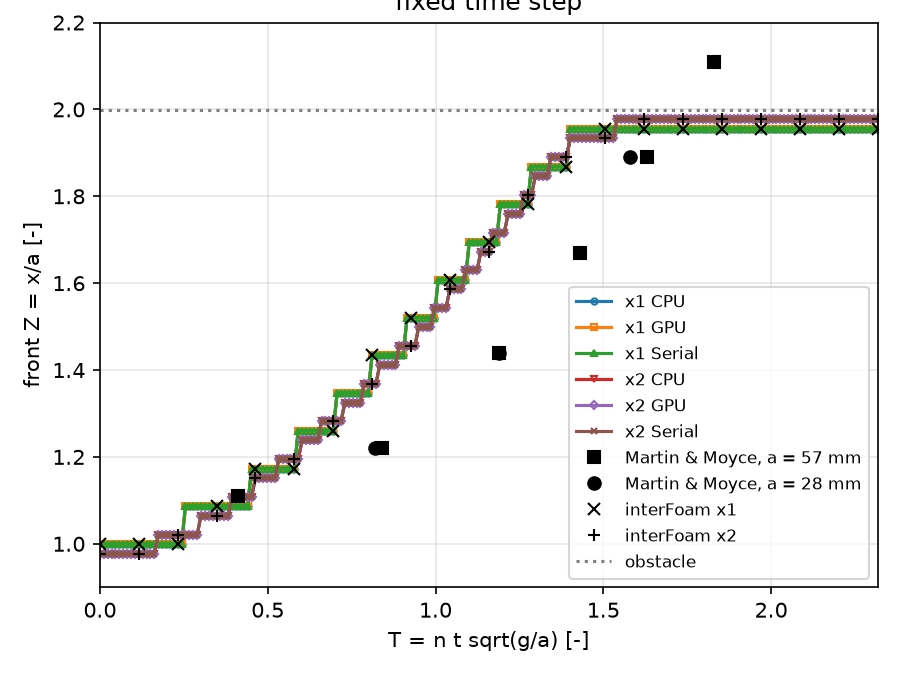 fixed time step
2.2
2.0
1.8
1.6
1.4
1.2
1.0
front Z = x/a [-]
x1 CPU
x1 GPU
x1 Serial
x2 CPU
x2 GPU
x2 Serial
Martin & Moyce, a = 57 mm
Martin & Moyce, a = 28 mm
interFoam x1
interFoam x2
obstacle
0.0 0.5 1.0 1.5 2.0
T = n t sqrt(g/a) [-]